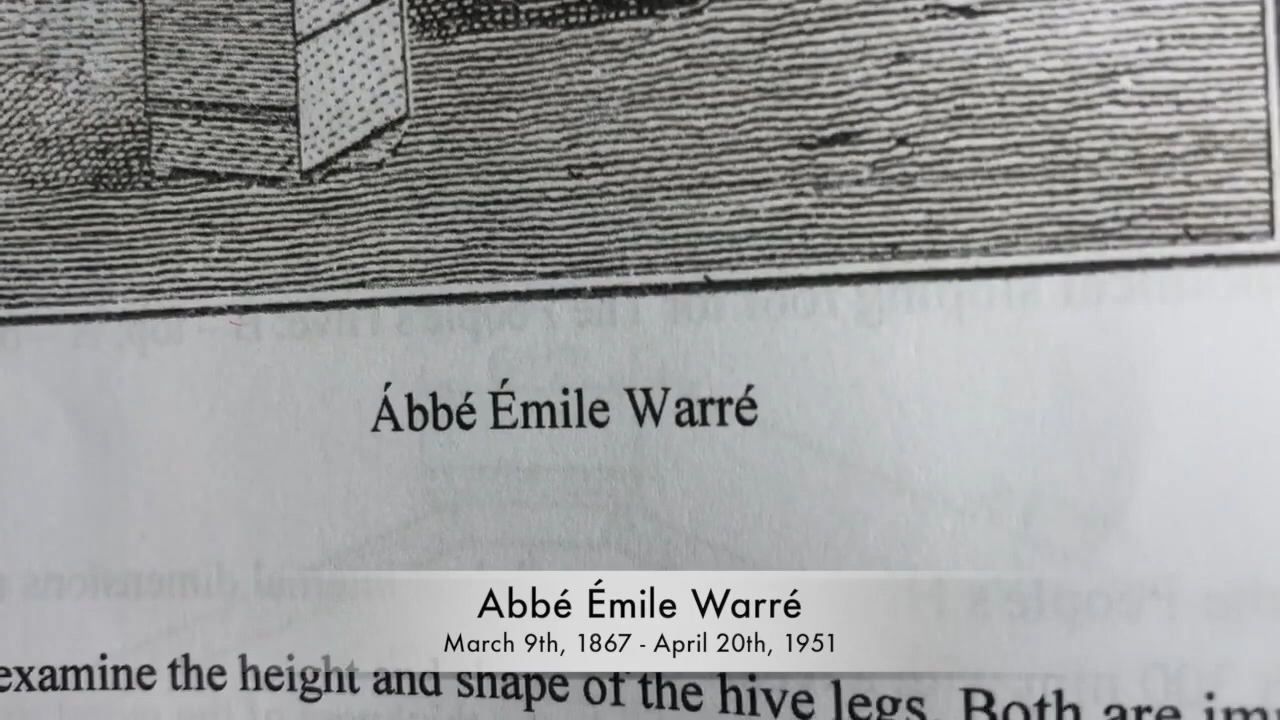 Ábbé Émile Warré
Abbé Émile Warré
March 9th, 1867 - April 20th, 1951
examine the height and shape of the hive legs. Both are